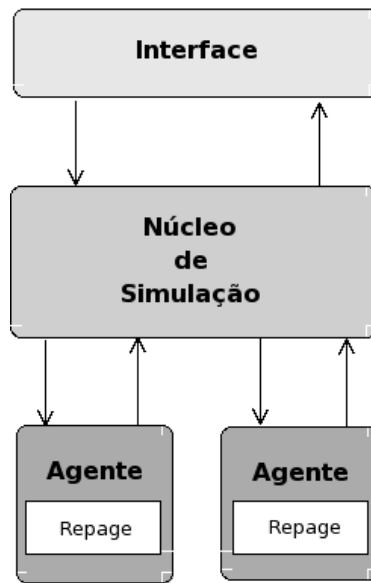 Interface
Núcleo
de
Simulação
Agente
Repage
Agente
Repage